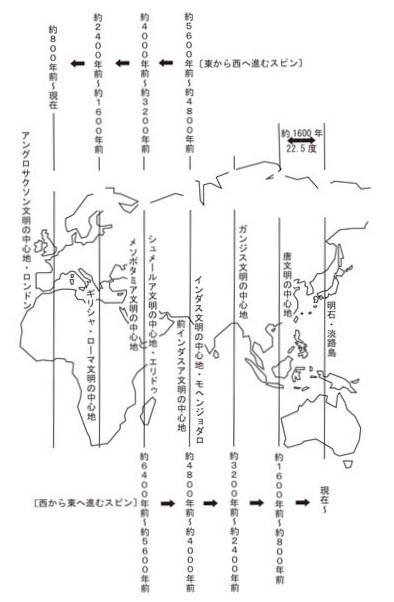 約５６００年前〜約４８００年前
約４０００年前〜約３２００年前
約２４００年前〜約１６００年前
約８００年前〜現在
〔東から西へ進むスピン〕
約1600年
22.5度
アングロサクソン文明の中心地・ロンドン
ギリシャ・ローマ文明の中心地
メソポタミア文明の中心地
シュメールア文明の中心地・エリドゥ
前インダスア文明の中心地
インダス文明の中心地・モヘンジョダロ
ガンジス文明の中心地
唐文明の中心地
明石・淡路島
〔西から東へ進むスピン〕
約６４００年前〜約５６００年前
約４８００年前〜約４０００年前
約３２００年前〜約２４００年前
約１６００年前〜約８００年前
現在〜